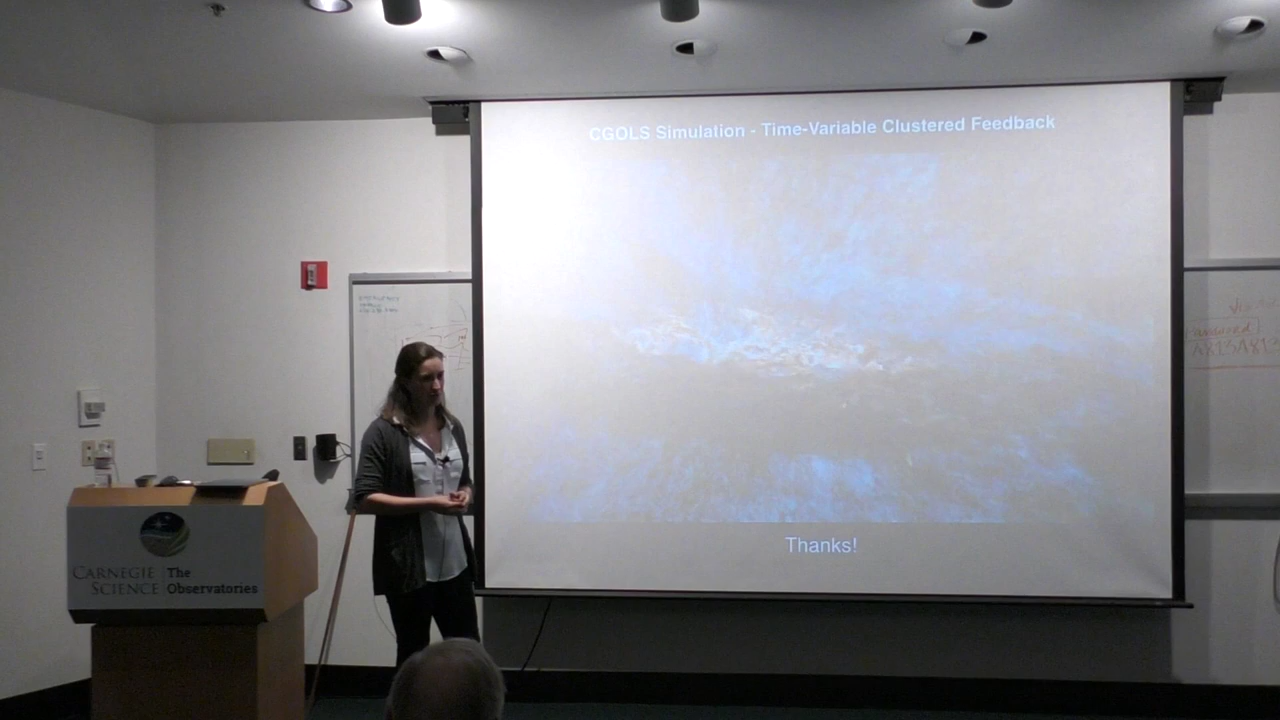 CGOLS Simulation - Time-Variable Clustered Feedback
Thanks!
CARNEGIE SCIENCE
The Observatories